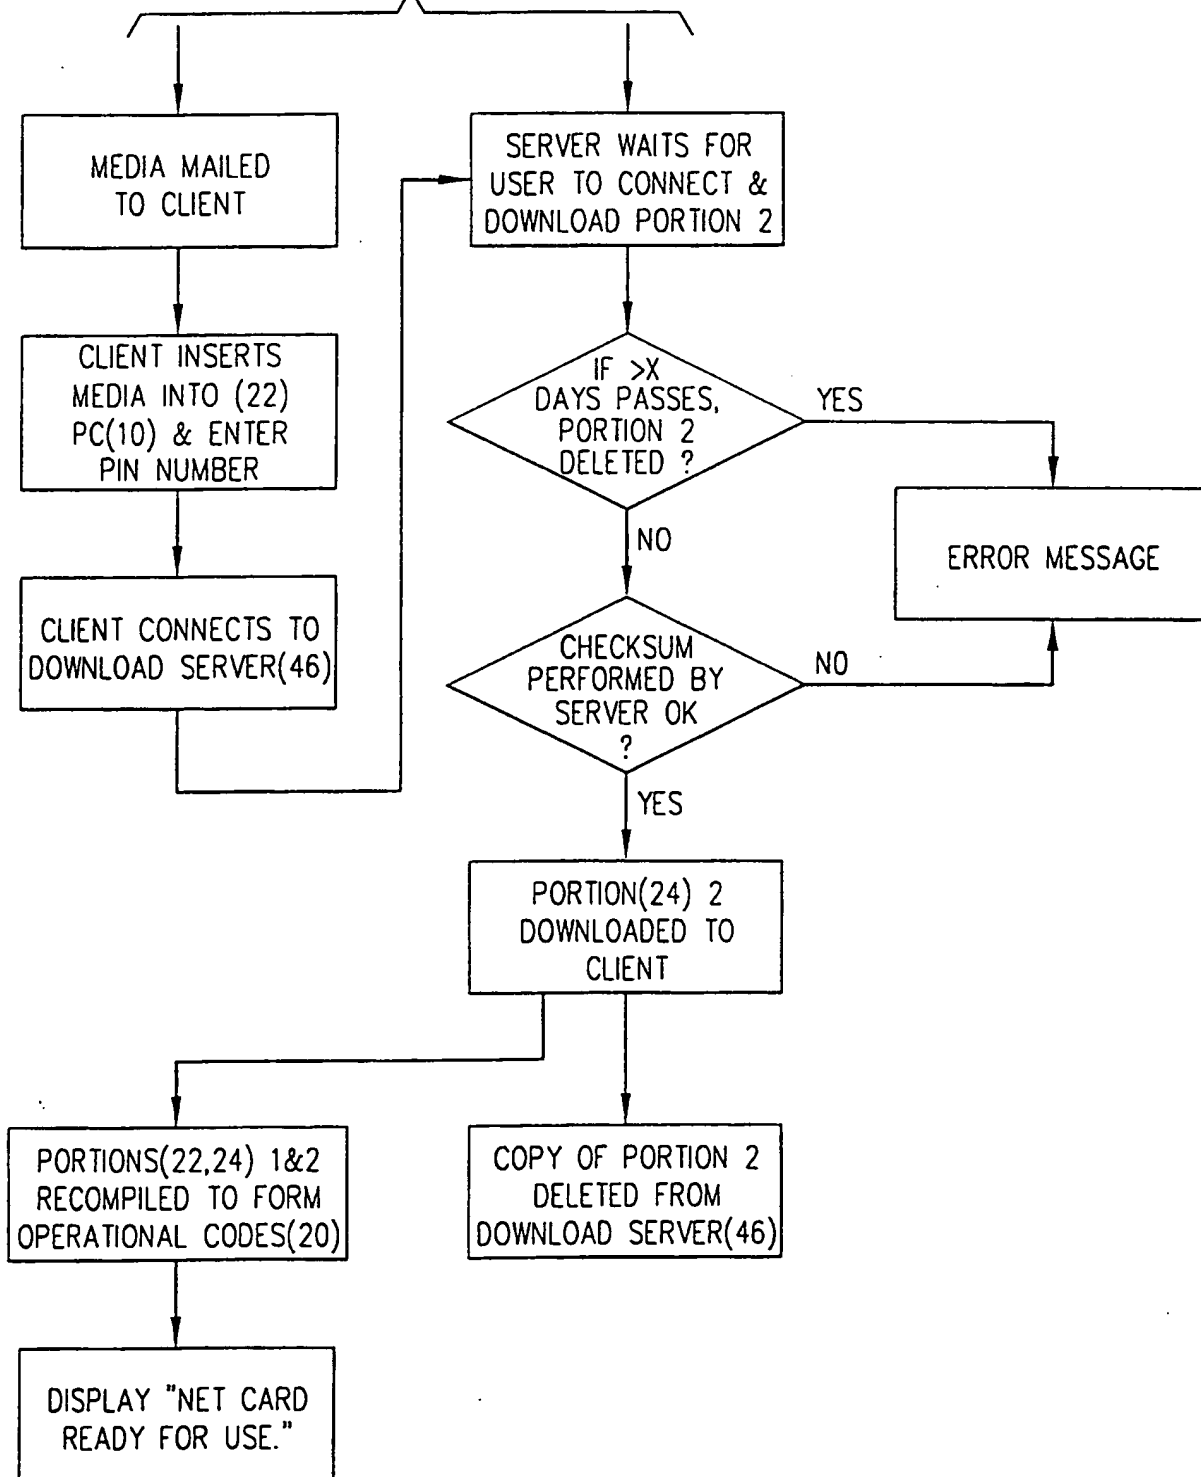 MEDIA MAILED
TO CLIENT
SERVER WAITS FOR
USER TO CONNECT &
DOWNLOAD PORTION 2
CLIENT INSERTS
MEDIA INTO (22)
PC(10) & ENTER
PIN NUMBER
IF >X
DAYS PASSES,
PORTION 2
DELETED ?
YES
NO
ERROR MESSAGE
CLIENT CONNECTS TO
DOWNLOAD SERVER(46)
CHECKSUM
PERFORMED BY
SERVER OK
?
NO
YES
PORTION(24) 2
DOWNLOADED TO
CLIENT
PORTIONS(22,24) 1&2
RECOMPILED TO FORM
OPERATIONAL CODES(20)
COPY OF PORTION 2
DELETED FROM
DOWNLOAD SERVER(46)
DISPLAY "NET CARD
READY FOR USE."